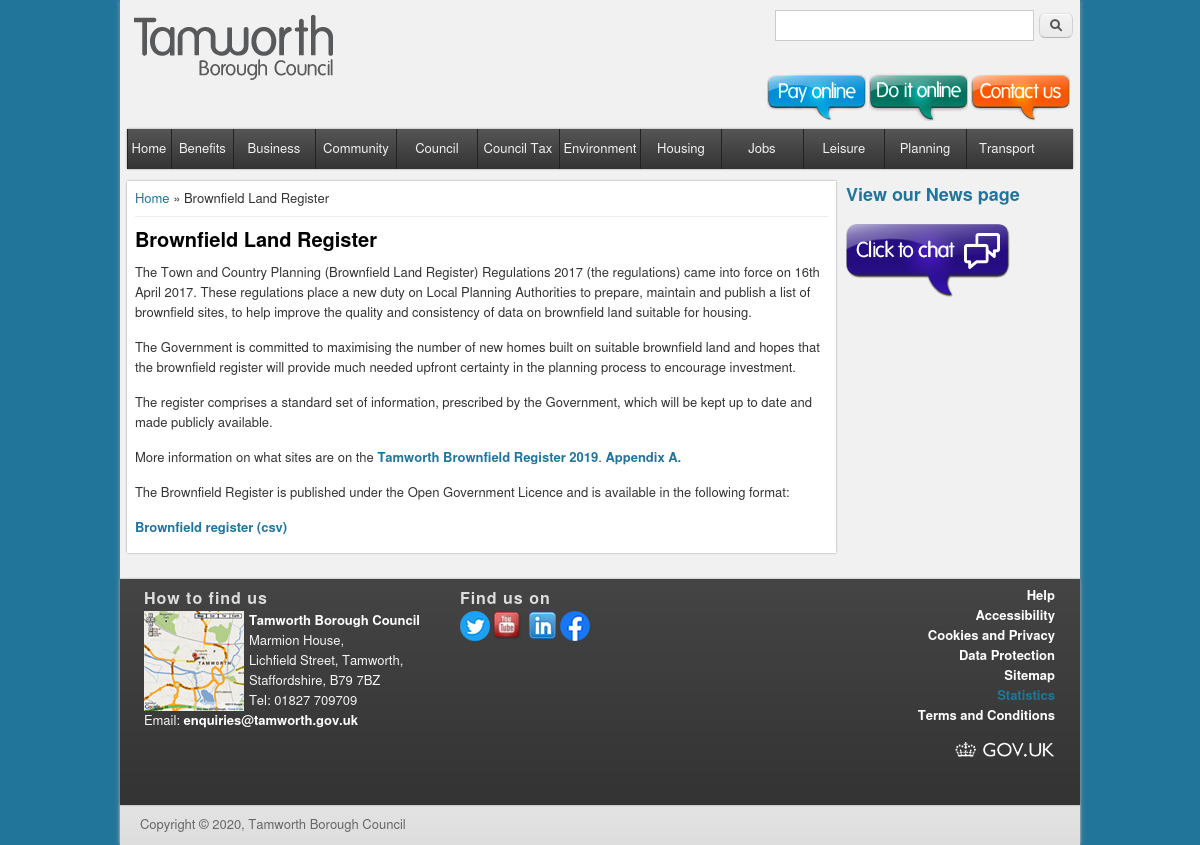 Tamworth
Borough Council
Pay online Do it online Contact us
Home Benefits Business Community Council Council Tax Environment Housing Jobs Leisure Planning Transport
Home » Brownfield Land Register
Brownfield Land Register
The Town and Country Planning (Brownfield Land Register) Regulations 2017 (the regulations) came into force on 16th
April 2017. These regulations place a new duty on Local Planning Authorities to prepare, maintain and publish a list of
brownfield sites, to help improve the quality and consistency of data on brownfield land suitable for housing.
The Government is committed to maximising the number of new homes built on suitable brownfield land and hopes that
the brownfield register will provide much needed upfront certainty in the planning process to encourage investment.
The register comprises a standard set of information, prescribed by the Government, which will be kept up to date and
made publicly available.
More information on what sites are on the Tamworth Brownfield Register 2019. Appendix A.
The Brownfield Register is published under the Open Government Licence and is available in the following format:
Brownfield register (csv)
View our News page
Click to chat
How to find us
TAMWORTH
Tamworth Borough Council
Marmion House,
Lichfield Street, Tamworth,
Staffordshire, B79 7BZ
Tel: 01827 709709
Email: enquiries@tamworth.gov.uk
Find us on
You
Tube
in
Help
Accessibility
Cookies and Privacy
Data Protection
Sitemap
Statistics
Terms and Conditions
GOV.UK
Copyright © 2020, Tamworth Borough Council